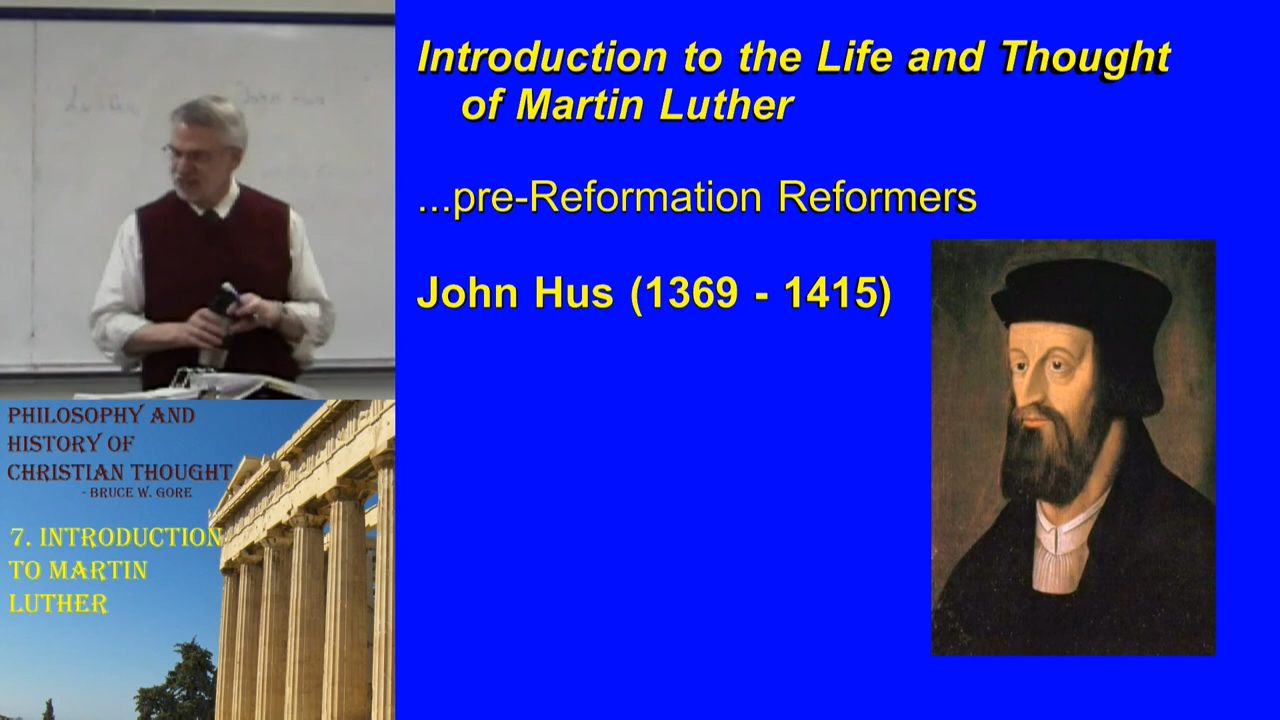 Introduction to the Life and Thought
of Martin Luther
...pre-Reformation Reformers
John Hus (1369 - 1415)
PHILOSOPHY AND
HISTORY OF
CHRISTIAN THOUGHT
- BRUCE W. GORE
7. INTRODUCTION
TO MARTIN
LUTHER